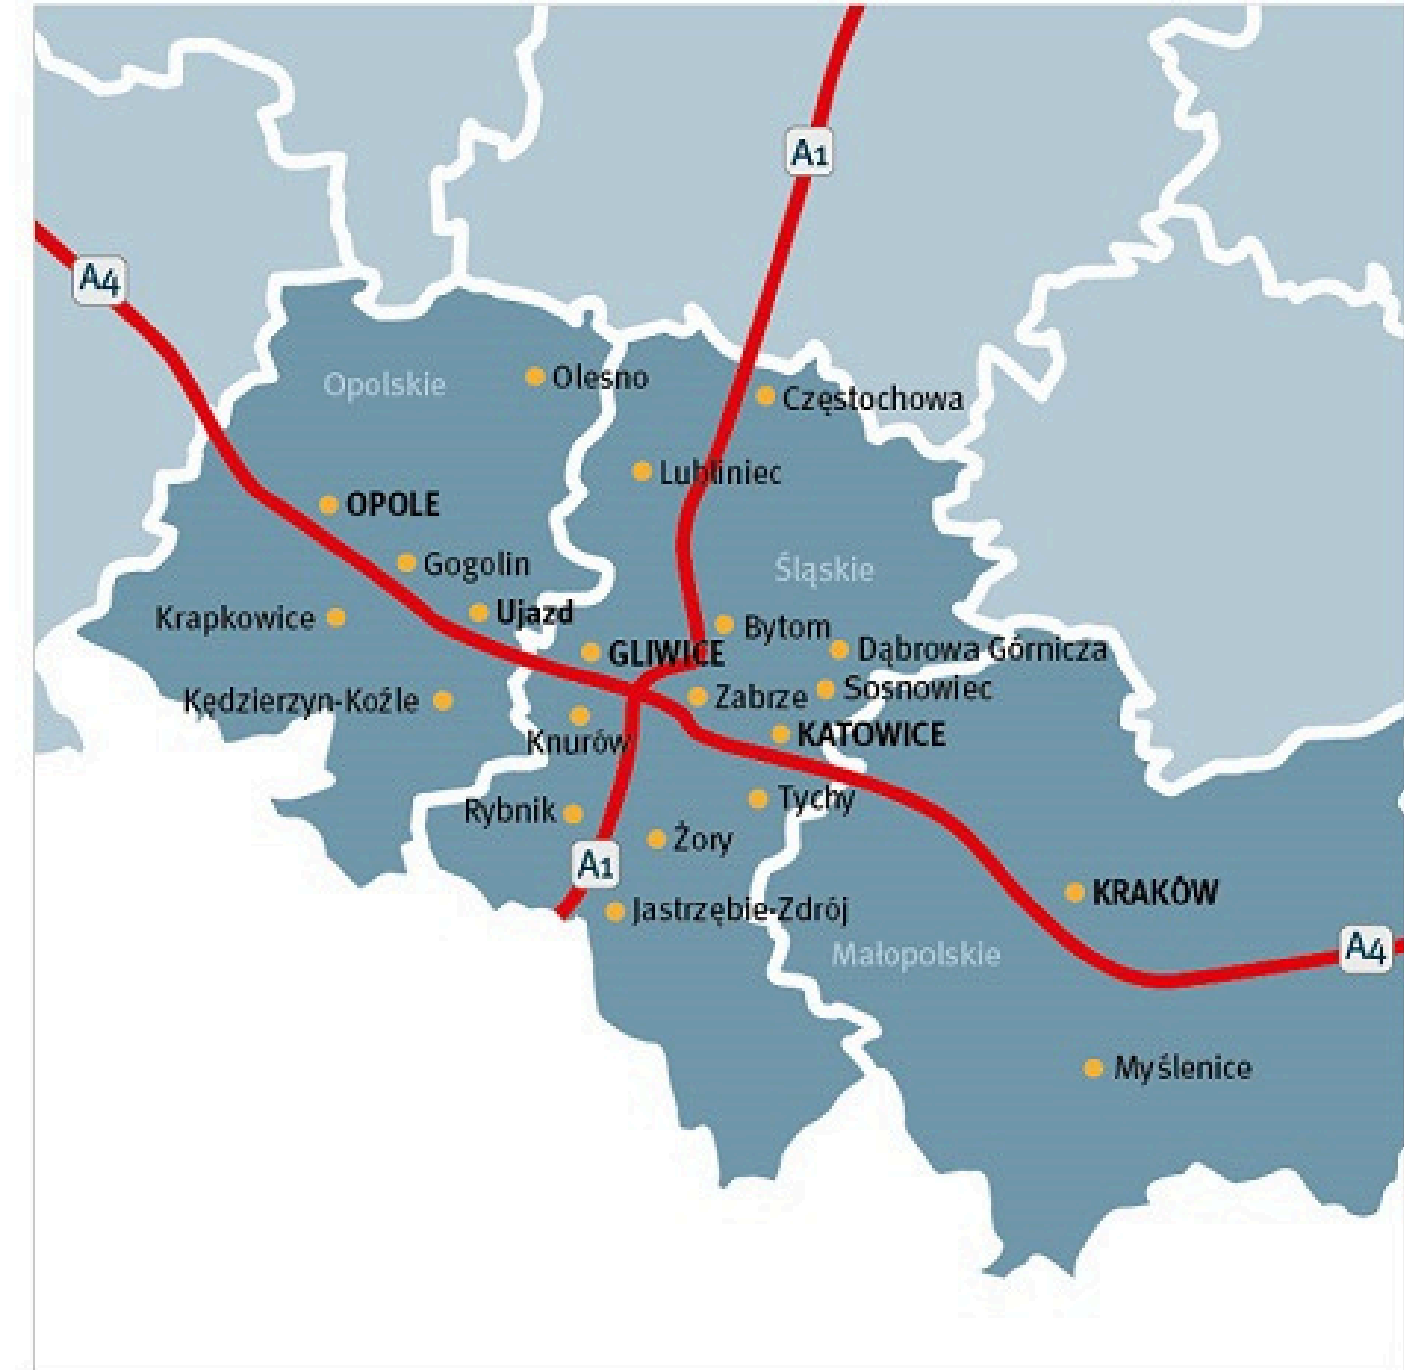 A1
A4
Opolskie
Olesno
Częstochowa
Lubliniec
OPOLE
Gogolin
Śląskie
Krapkowice
Ujazd
Bytom
GLIWICE
Dąbrowa Górnicza
Kędzierzyn-Koźle
Zabrze
Sosnowiec
Knurów
KATOWICE
Rybnik
Tychy
Żory
A1
KRAKÓW
Jastrzębie-Zdrój
Małopolskie
A4
Myślenice